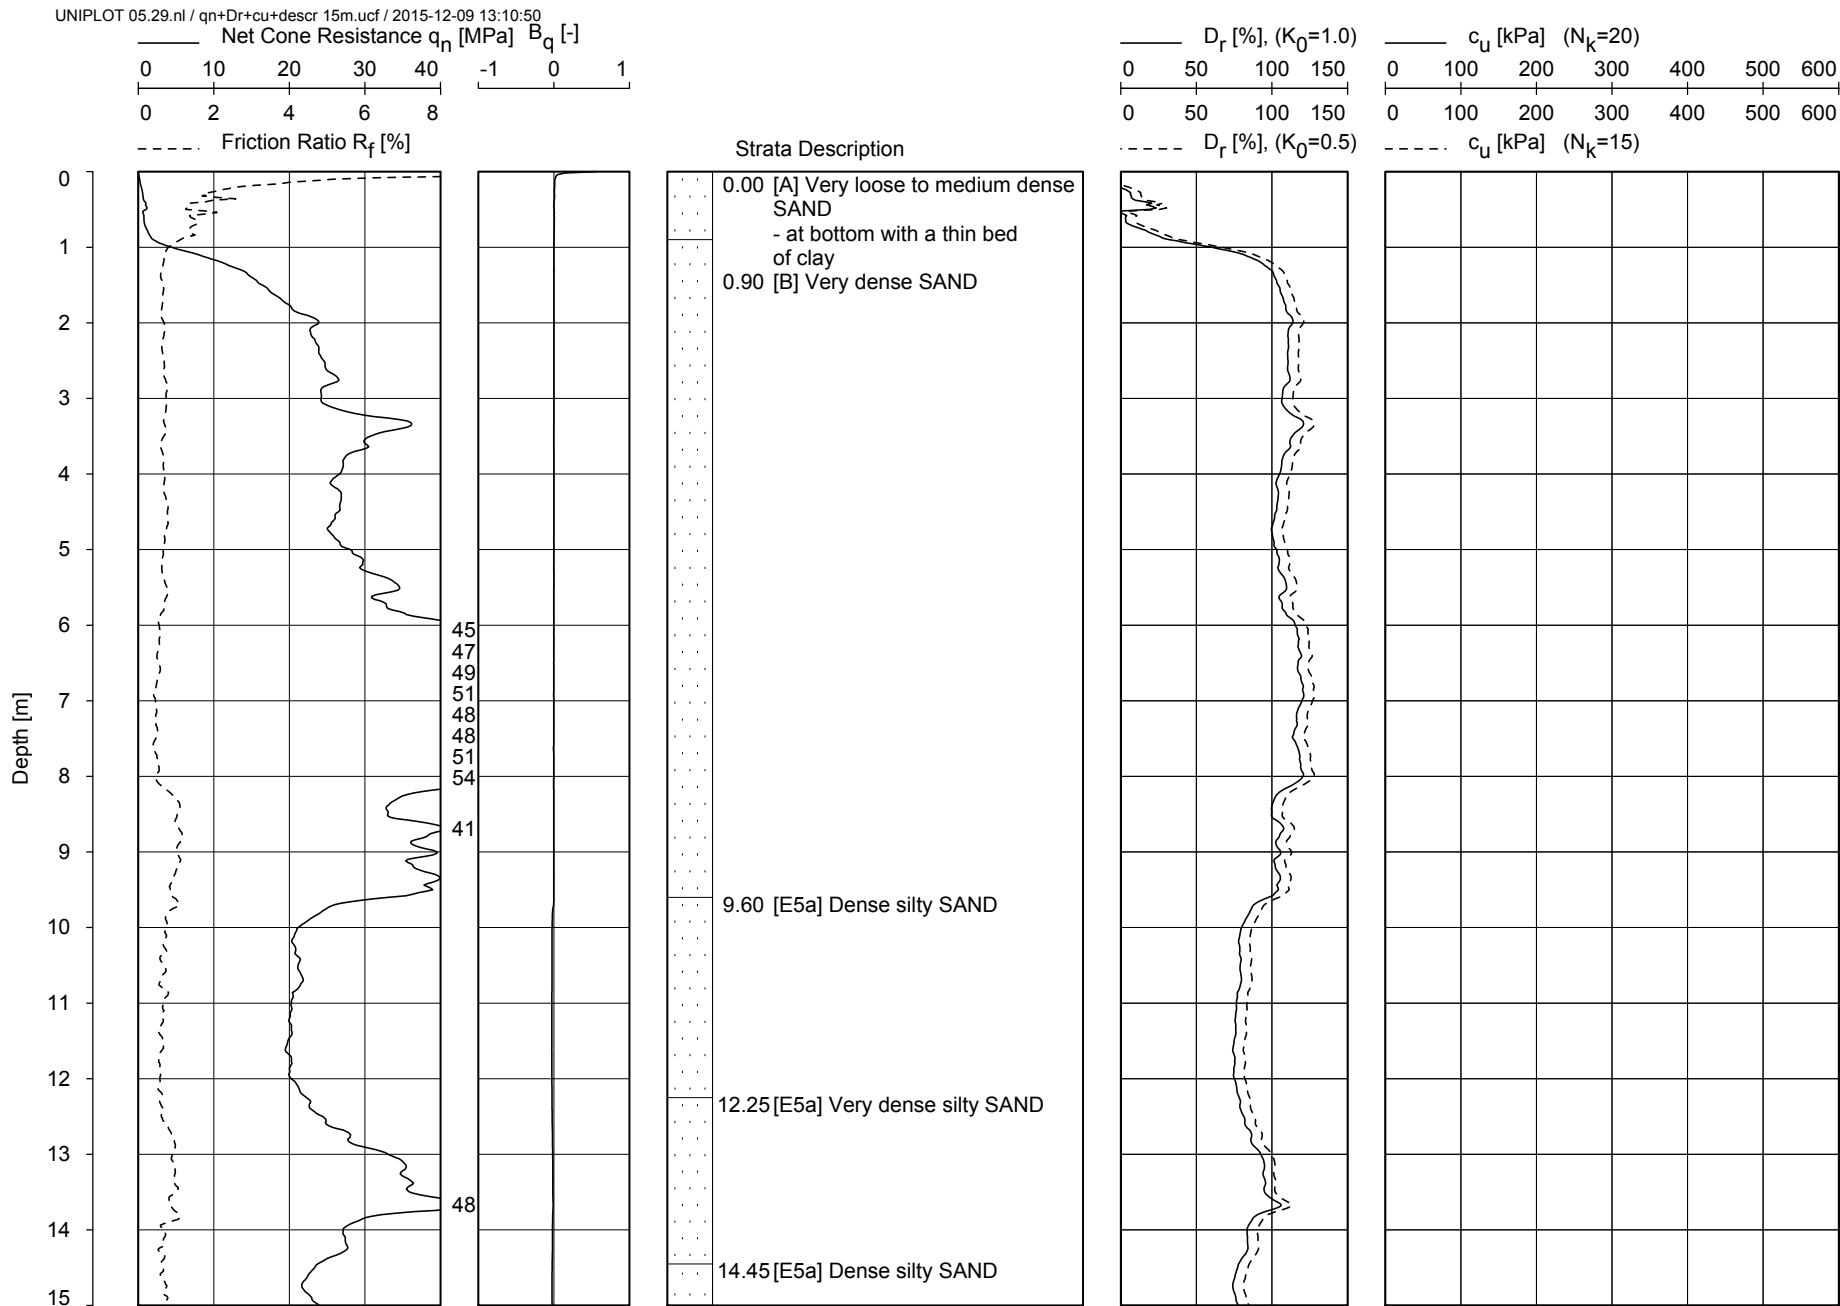 UNIPLOT 05.29.nl / qn+Dr+cu+descr 15m.ucf / 2015-12-09 13:10:50
Net Cone Resistance qn [MPa] Bq [-]
Dr [%], (K0=1.0) cu [kPa] (Nk=20)
0 10 20 30 40 -1 0 1 0 50 100 150 0 100 200 300 400 500 600
0 2 4 6 8 0 50 100 150 0 100 200 300 400 500 600
Friction Ratio Rf [%] Strata Description Dr [%], (K0=0.5) cu [kPa] (Nk=15)
0
0.00 [A] Very loose to medium dense
SAND
- at bottom with a thin bed
1
of clay
0.90 [B] Very dense SAND
2
3
4
5
6
45
47
49
Depth [m]
7
51
48
48
51
8
54
41
9
9.60 [E5a] Dense silty SAND
10
11
12
12.25 [E5a] Very dense silty SAND
13
48
14
14.45 [E5a] Dense silty SAND
15